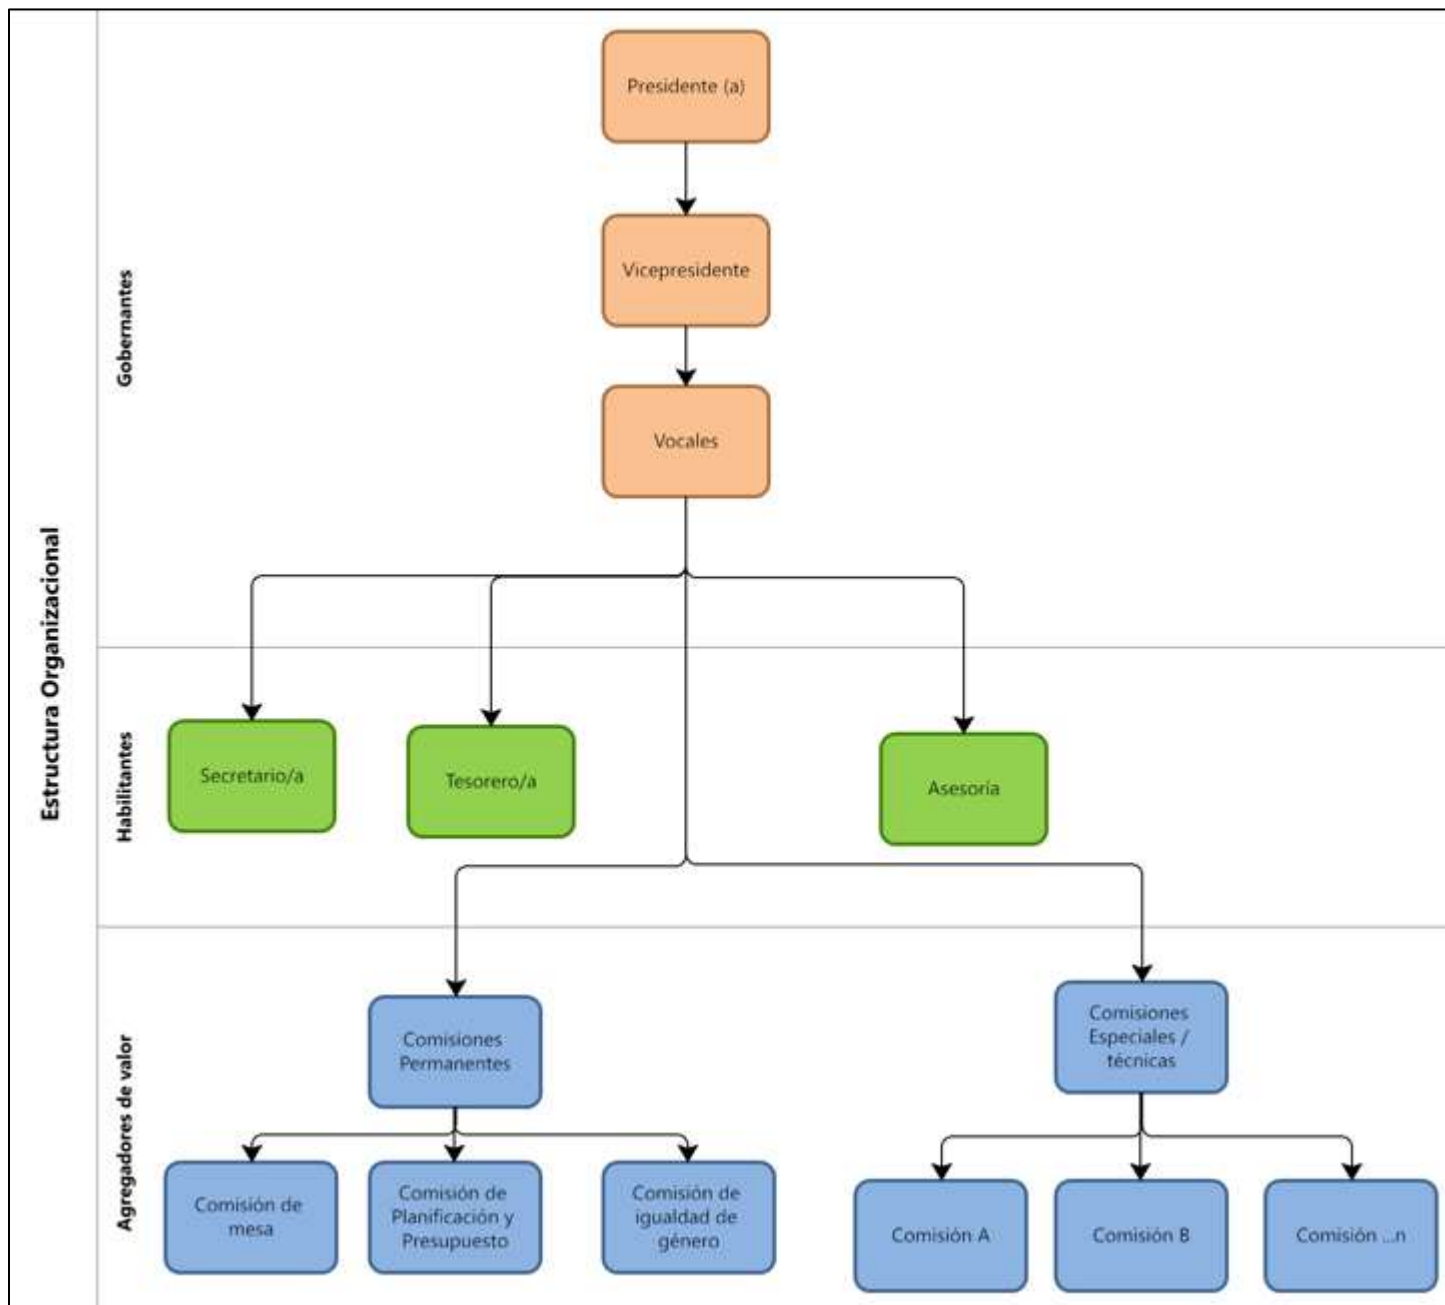 Estructura Organizacional
Gobernantes
Presidente (a)
Vicepresidente
Vocales
Habilitantes
Secretario/a
Tesorero/a
Asesoría
Agregadores de valor
Comisiones
Permanentes
Comisiones
Especiales /
técnicas
Comisión de
mesa
Comisión de
Planificación y
Presupuesto
Comisión de
igualdad de
género
Comisión A
Comisión B
Comisión ...n